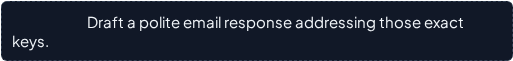 Draft a polite email response addressing those exact
keys.